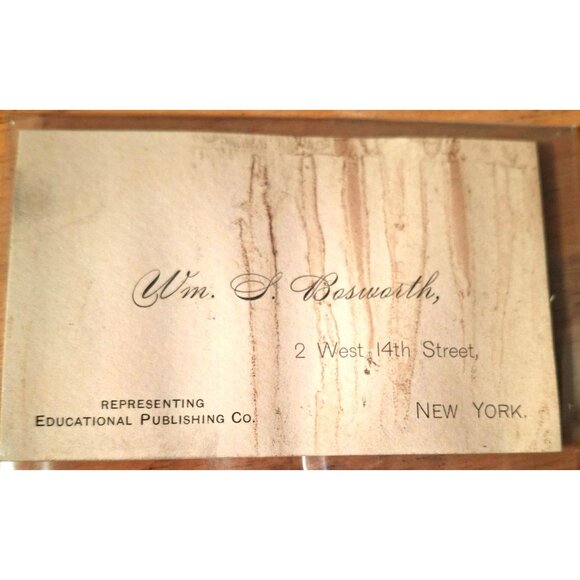 Wm. S. Bosworth,
2 West 14th Street,
REPRESENTING
EDUCATIONAL PUBLISHING CO.
NEW YORK.